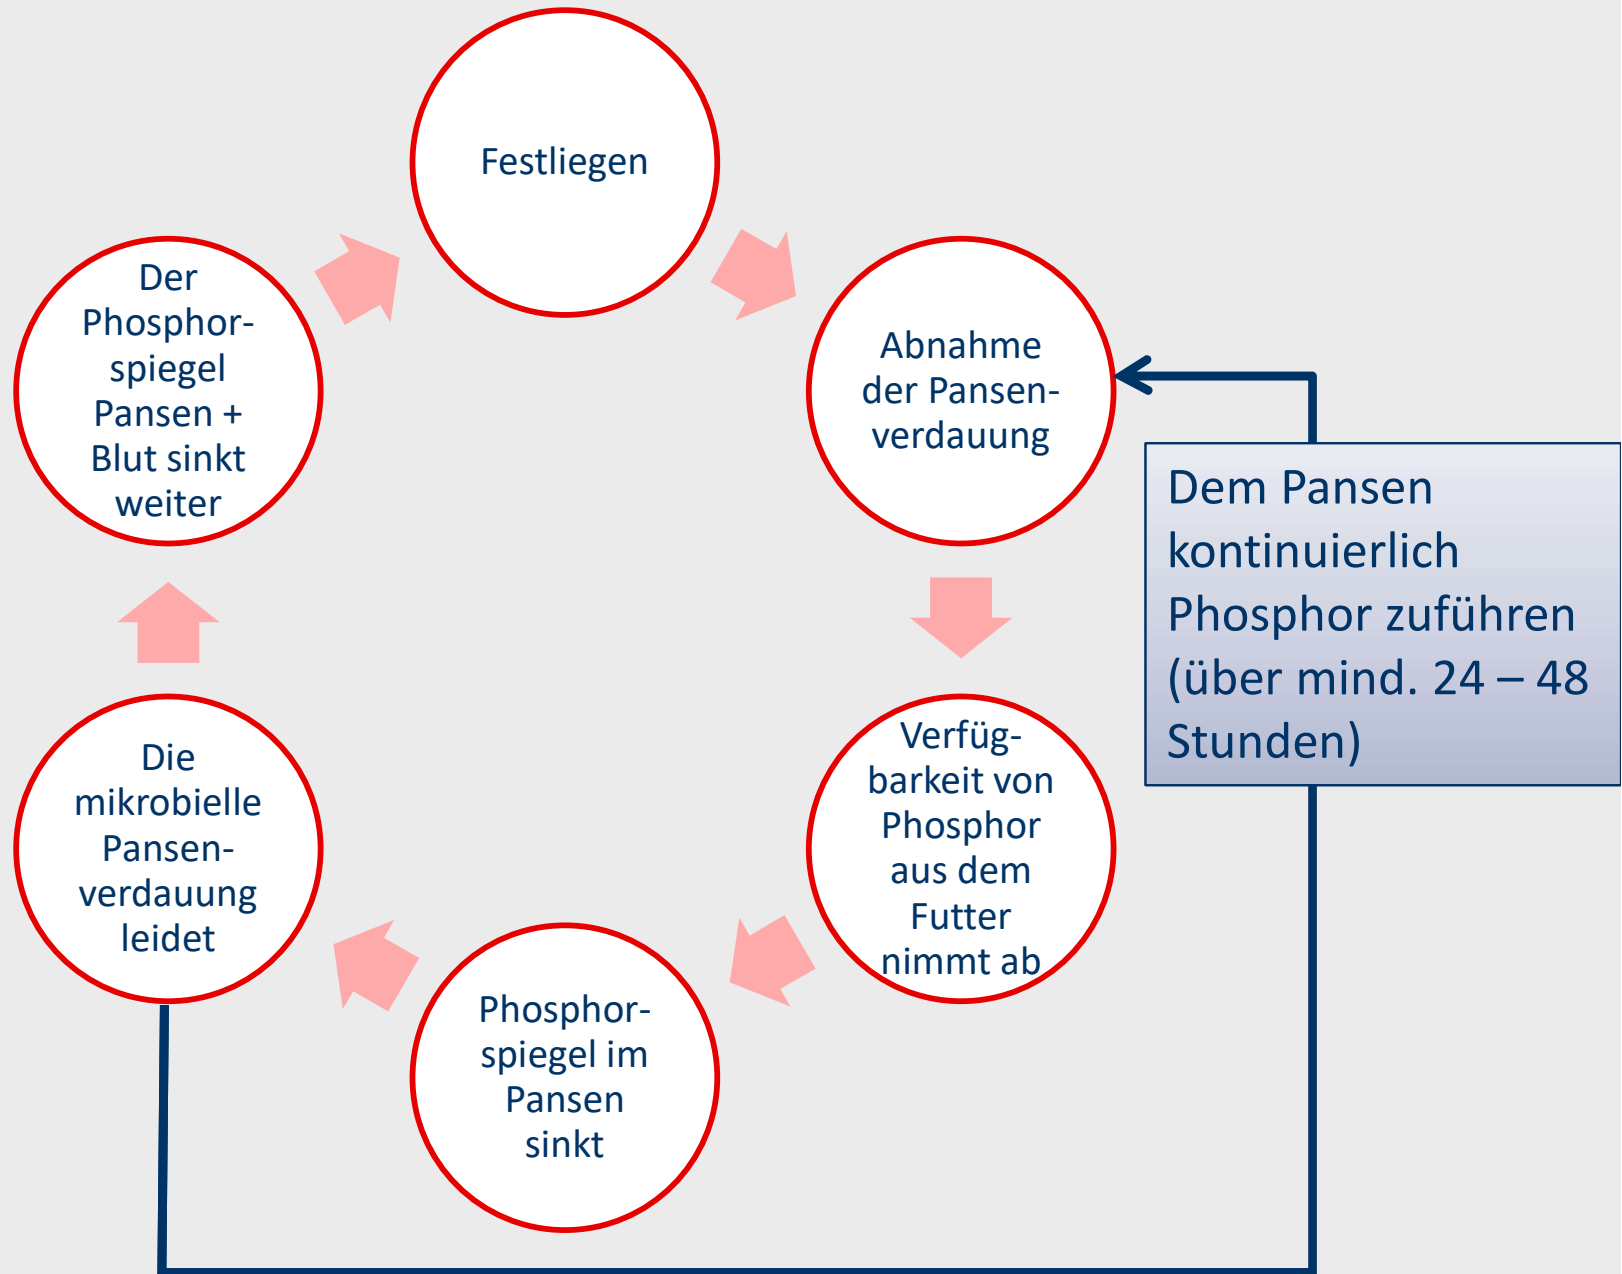 Festliegen
Abnahme
der Pansen-
verdauung
Verfüg-
barkeit von
Phosphor
aus dem
Futter
nimmt ab
Phosphor-
spiegel im
Pansen
sinkt
Die
mikrobielle
Pansen-
verdauung
leidet
Der
Phosphor-
spiegel
Pansen +
Blut sinkt
weiter
Dem Pansen
kontinuierlich
Phosphor zuführen
(über mind. 24 – 48
Stunden)